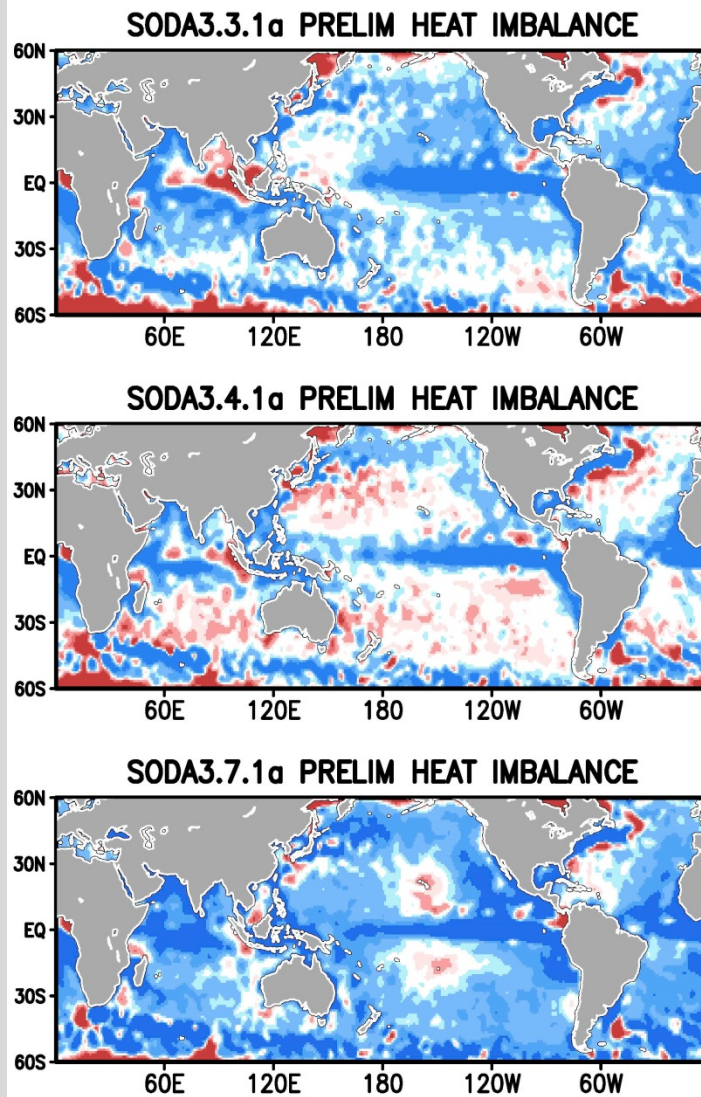 SODA3.3.1a PRELIM HEAT IMBALANCE
60N
30N
EQ
30S
60S
60E 120E 180 120W 60W
SODA3.4.1a PRELIM HEAT IMBALANCE
60N
30N
EQ
30S
60S
60E 120E 180 120W 60W
SODA3.7.1a PRELIM HEAT IMBALANCE
60N
30N
EQ
30S
60S
60E 120E 180 120W 60W